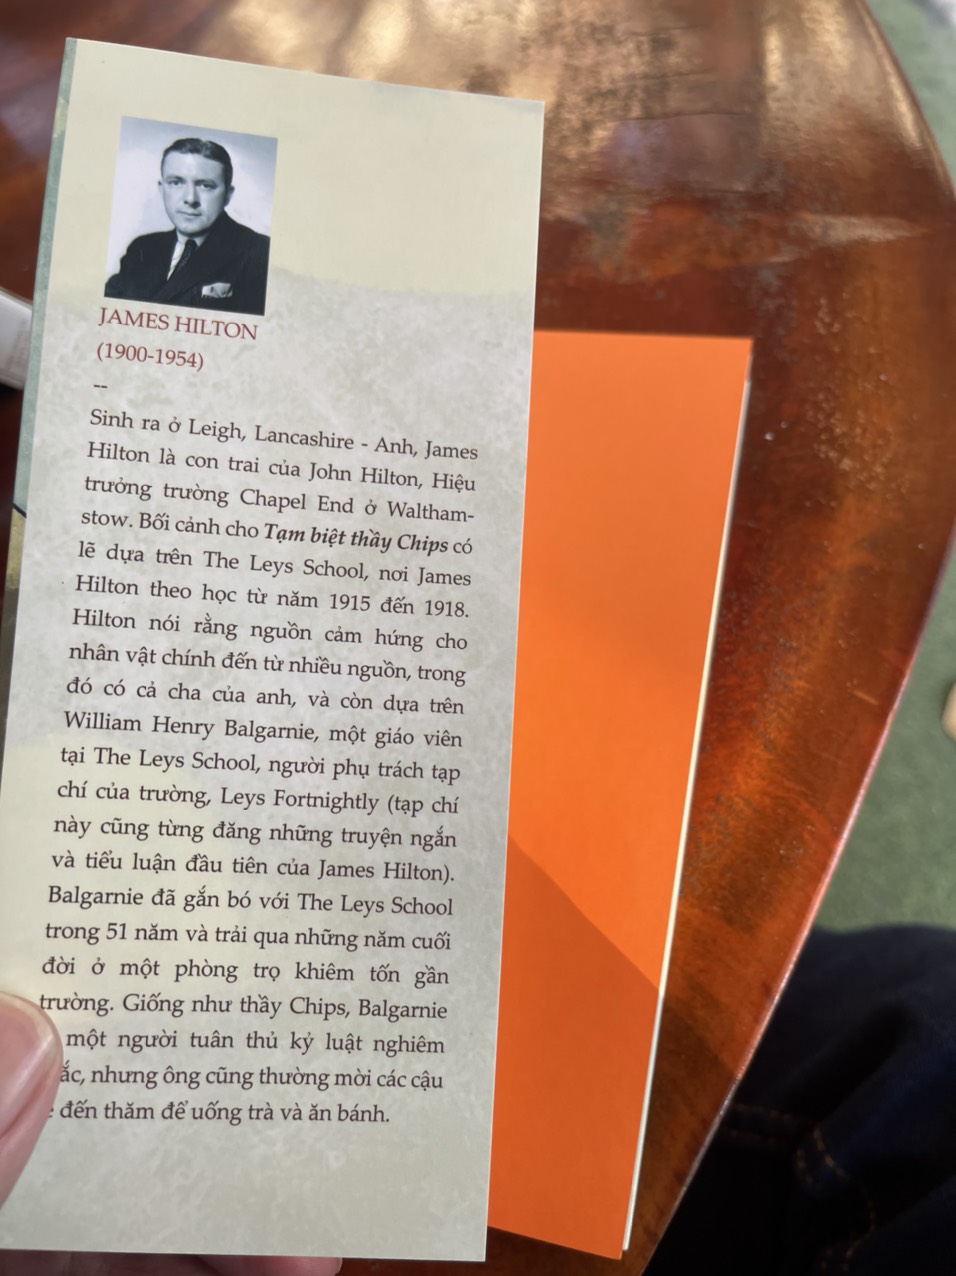 JAMES HILTON
(1900-1954)
--
Sinh ra ở Leigh, Lancashire - Anh, James
Hilton là con trai của John Hilton, Hiệu
trưởng trường Chapel End ở Waltham-
stow. Bối cảnh cho Tạm biệt thầy Chips có
lẽ dựa trên The Leys School, nơi James
Hilton theo học từ năm 1915 đến 1918.
Hilton nói rằng nguồn cảm hứng cho
nhân vật chính đến từ nhiều nguồn, trong
đó có cả cha của anh, và còn dựa trên
William Henry Balgarnie, một giáo viên
tại The Leys School, người phụ trách tạp
chí của trường, Leys Fortnightly (tạp chí
này cũng từng đăng những truyện ngắn
và tiểu luận đầu tiên của James Hilton).
Balgarnie đã gắn bó với The Leys School
trong 51 năm và trải qua những năm cuối
đời ở một phòng trọ khiêm tốn gần
trường. Giống như thầy Chips, Balgarnie
một người tuân thủ kỷ luật nghiêm
ắc, nhưng ông cũng thường mời các cậu
đến thăm để uống trà và ăn bánh.